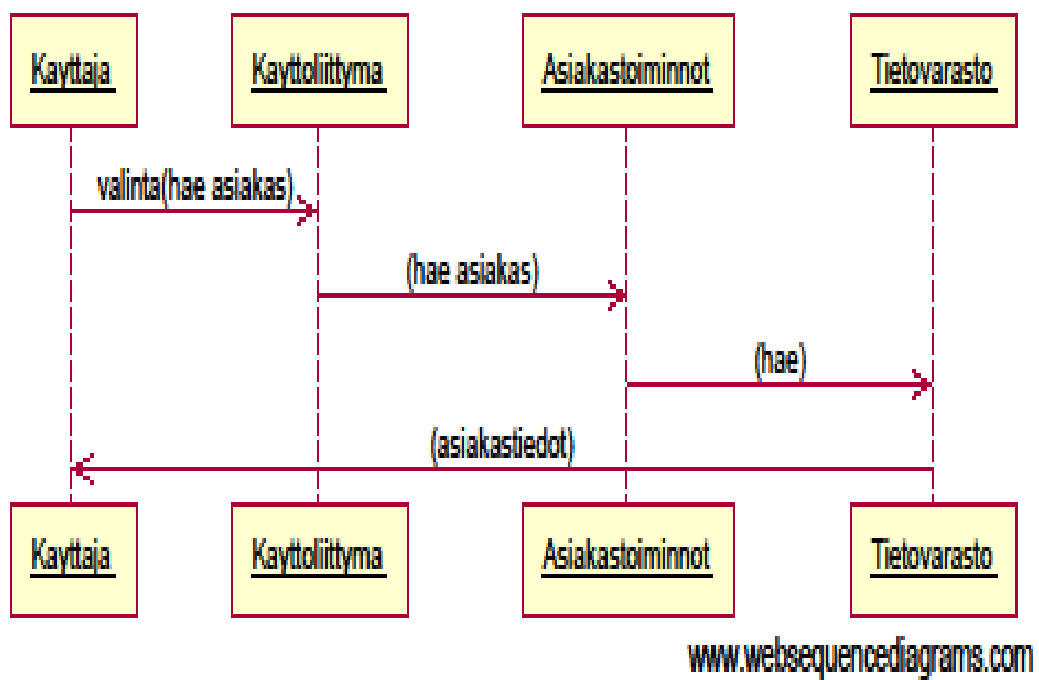 Kayttaja
Kayttoliittyma
Asiakastoiminnot
Tietovarasto
valinta(hae asiakas)
(hae asiakas)
(hae)
(asiakastiedot)
Kayttaja
Kayttoliittyma
Asiakastoiminnot
Tietovarasto
www.websequencediagrams.com